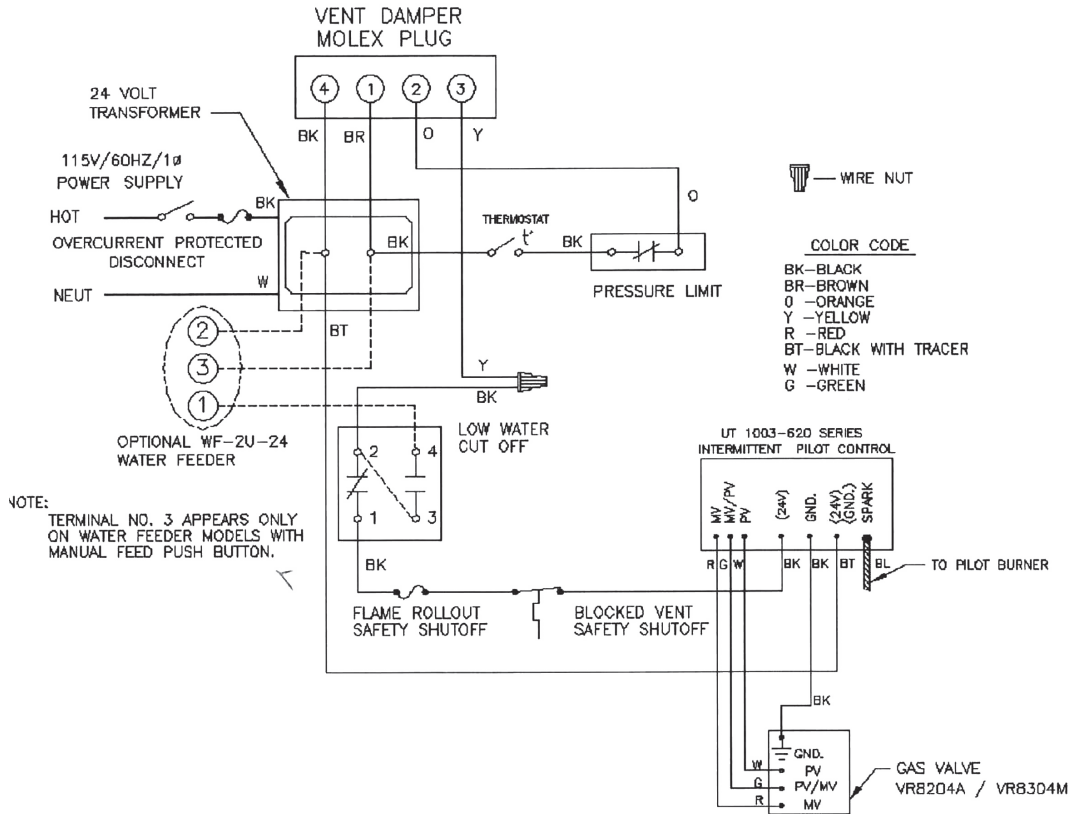 VENT DAMPER
MOLEX PLUG
4 1 2 3
BK BR O Y
24 VOLT
TRANSFORMER
115V/60HZ/1ø
POWER SUPPLY
HOT
BK
OVERCURRENT PROTECTED
DISCONNECT
NEUT
W
BK
THERMOSTAT
t°
BK
O
PRESSURE LIMIT
WIRE NUT
COLOR CODE
BK-BLACK
BR-BROWN
O -ORANGE
Y -YELLOW
R -RED
BT-BLACK WITH TRACER
W -WHITE
G -GREEN
2
3
1
OPTIONAL WF-2U-24
WATER FEEDER
BT
Y
BK
LOW WATER
CUT OFF
2 4
1 3
BK
NOTE:
TERMINAL NO. 3 APPEARS ONLY
ON WATER FEEDER MODELS WITH
MANUAL FEED PUSH BUTTON.
FLAME ROLLOUT
SAFETY SHUTOFF
BLOCKED VENT
SAFETY SHUTOFF
UT 1003-620 SERIES
INTERMITTENT PILOT CONTROL
MV
MV/PV
PV
(24V)
GND.
(24V)
(GND.)
SPARK
R G W BK BK BT BL
TO PILOT BURNER
BK
GND.
W PV
G PV/MV
R MV
GAS VALVE
VR8204A / VR8304M